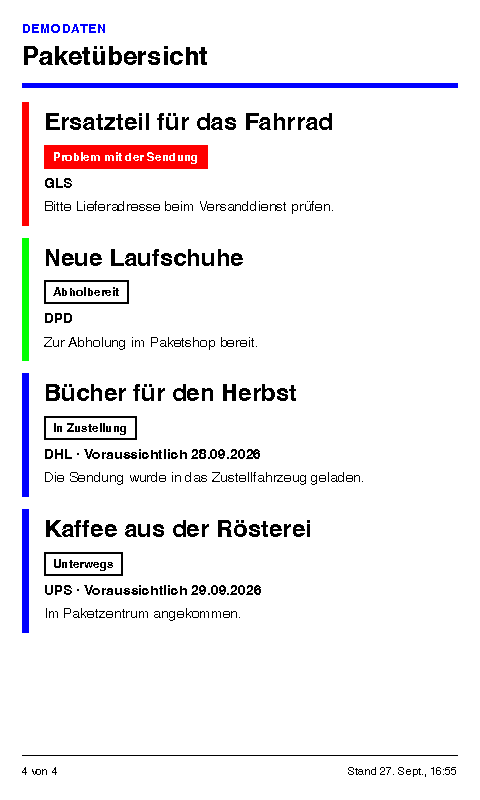 DEMODATEN
Paketübersicht
Ersatzteil für das Fahrrad
Problem mit der Sendung
GLS
Bitte Lieferadresse beim Versanddienst prüfen.
Neue Laufschuhe
Abholbereit
DPD
Zur Abholung im Paketshop bereit.
Bücher für den Herbst
In Zustellung
DHL · Voraussichtlich 28.09.2026
Die Sendung wurde in das Zustellfahrzeug geladen.
Kaffee aus der Rösterei
Unterwegs
UPS · Voraussichtlich 29.09.2026
Im Paketzentrum angekommen.
4 von 4
Stand 27. Sept., 16:55